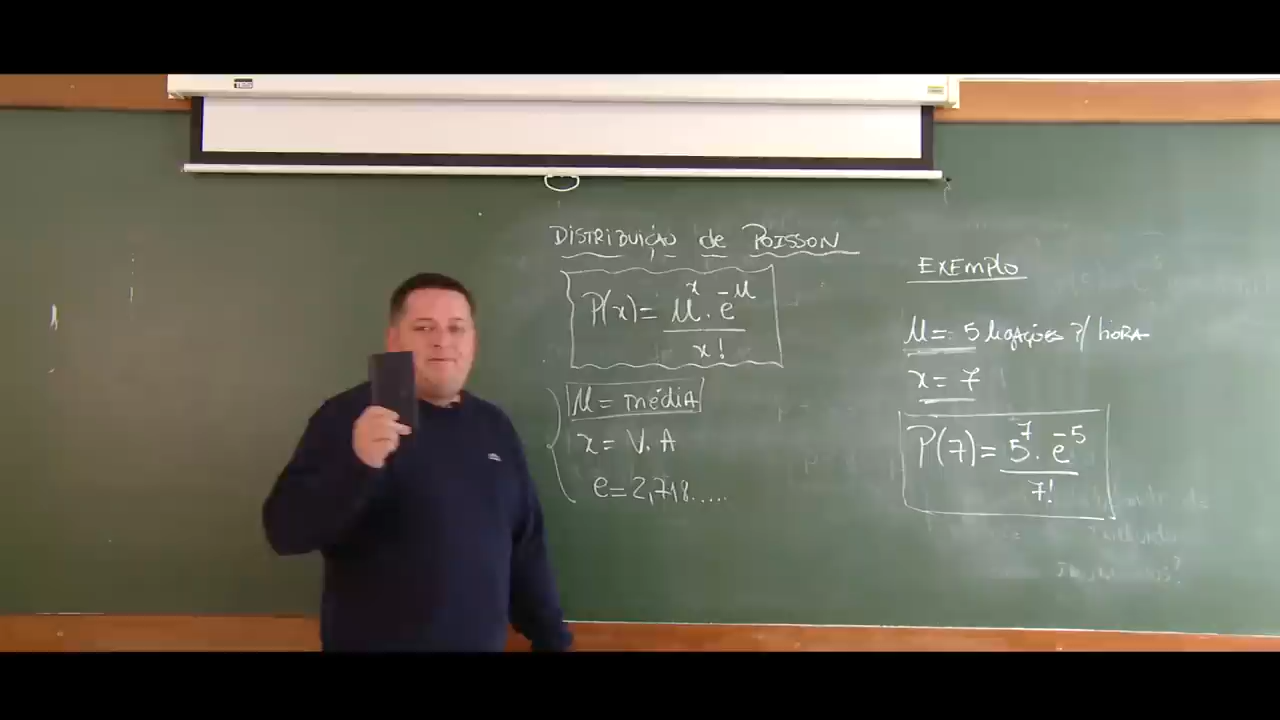 DISTRIBUIÇÃO de POISSON
P(x) = μ^x . e^-μ / x!
μ = média
x = V.A
e = 2,718.....
EXEMPLO
μ = 5 ligações P/ hORA
x = 7
P(7) = 5^7 . e^-5 / 7!